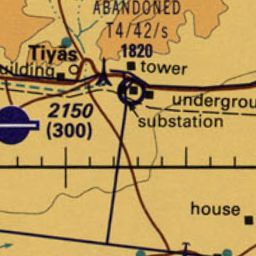 ABANDONED
T4/42/s
1820
Tiyas
tower
uilding
undergrou
2150
(300)
substation
house